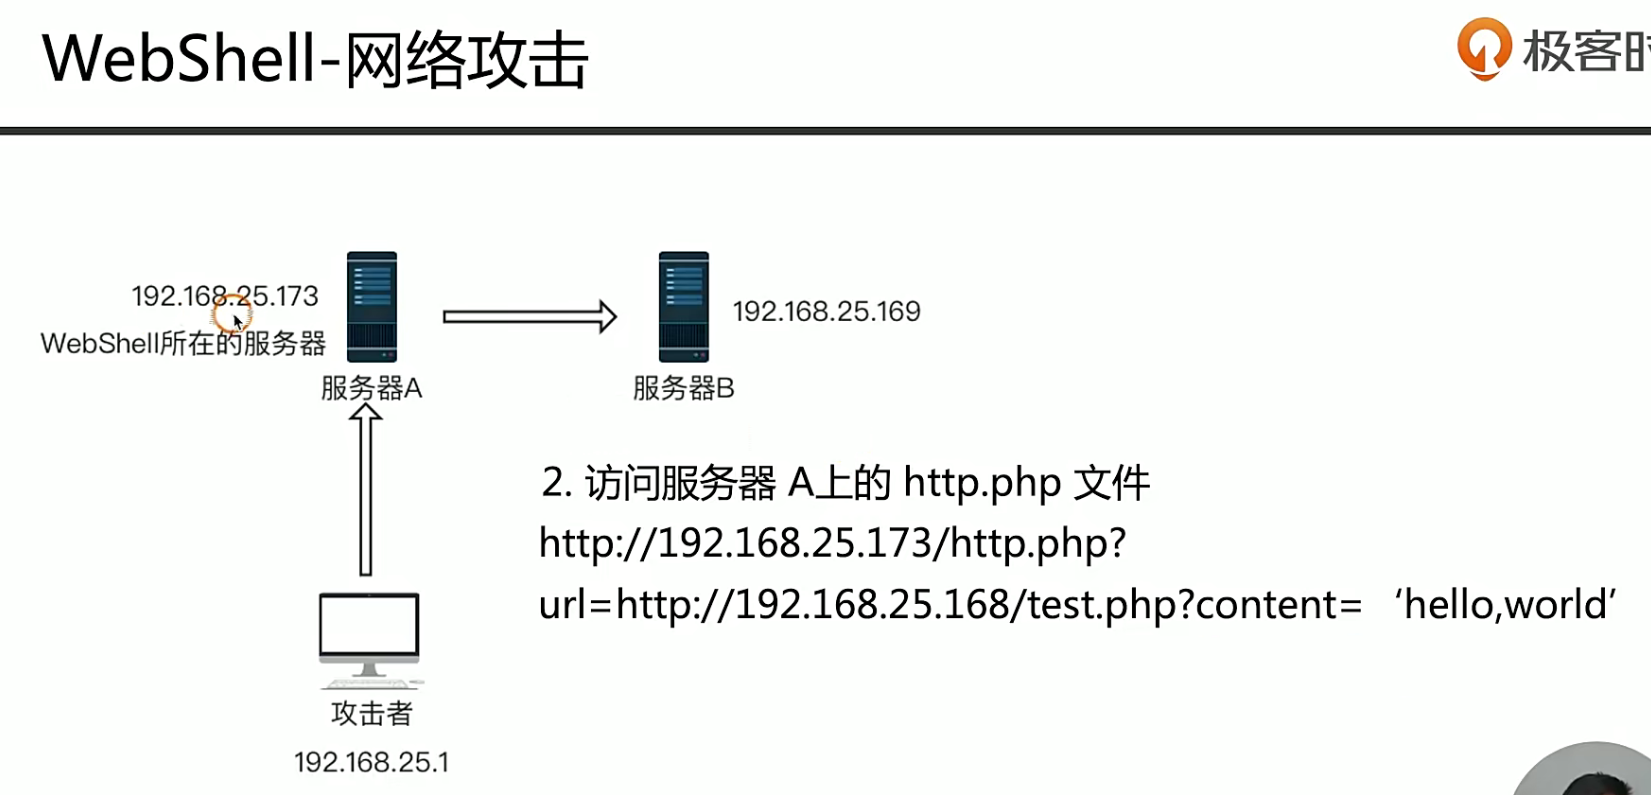 WebShell-网络攻击
极客时
192.168.25.173
WebShell所在的服务器
服务器A
服务器B
192.168.25.169
2. 访问服务器 A上的 http.php 文件
http://192.168.25.173/http.php?
url=http://192.168.25.168/test.php?content= ‘hello,world’
攻击者
192.168.25.1